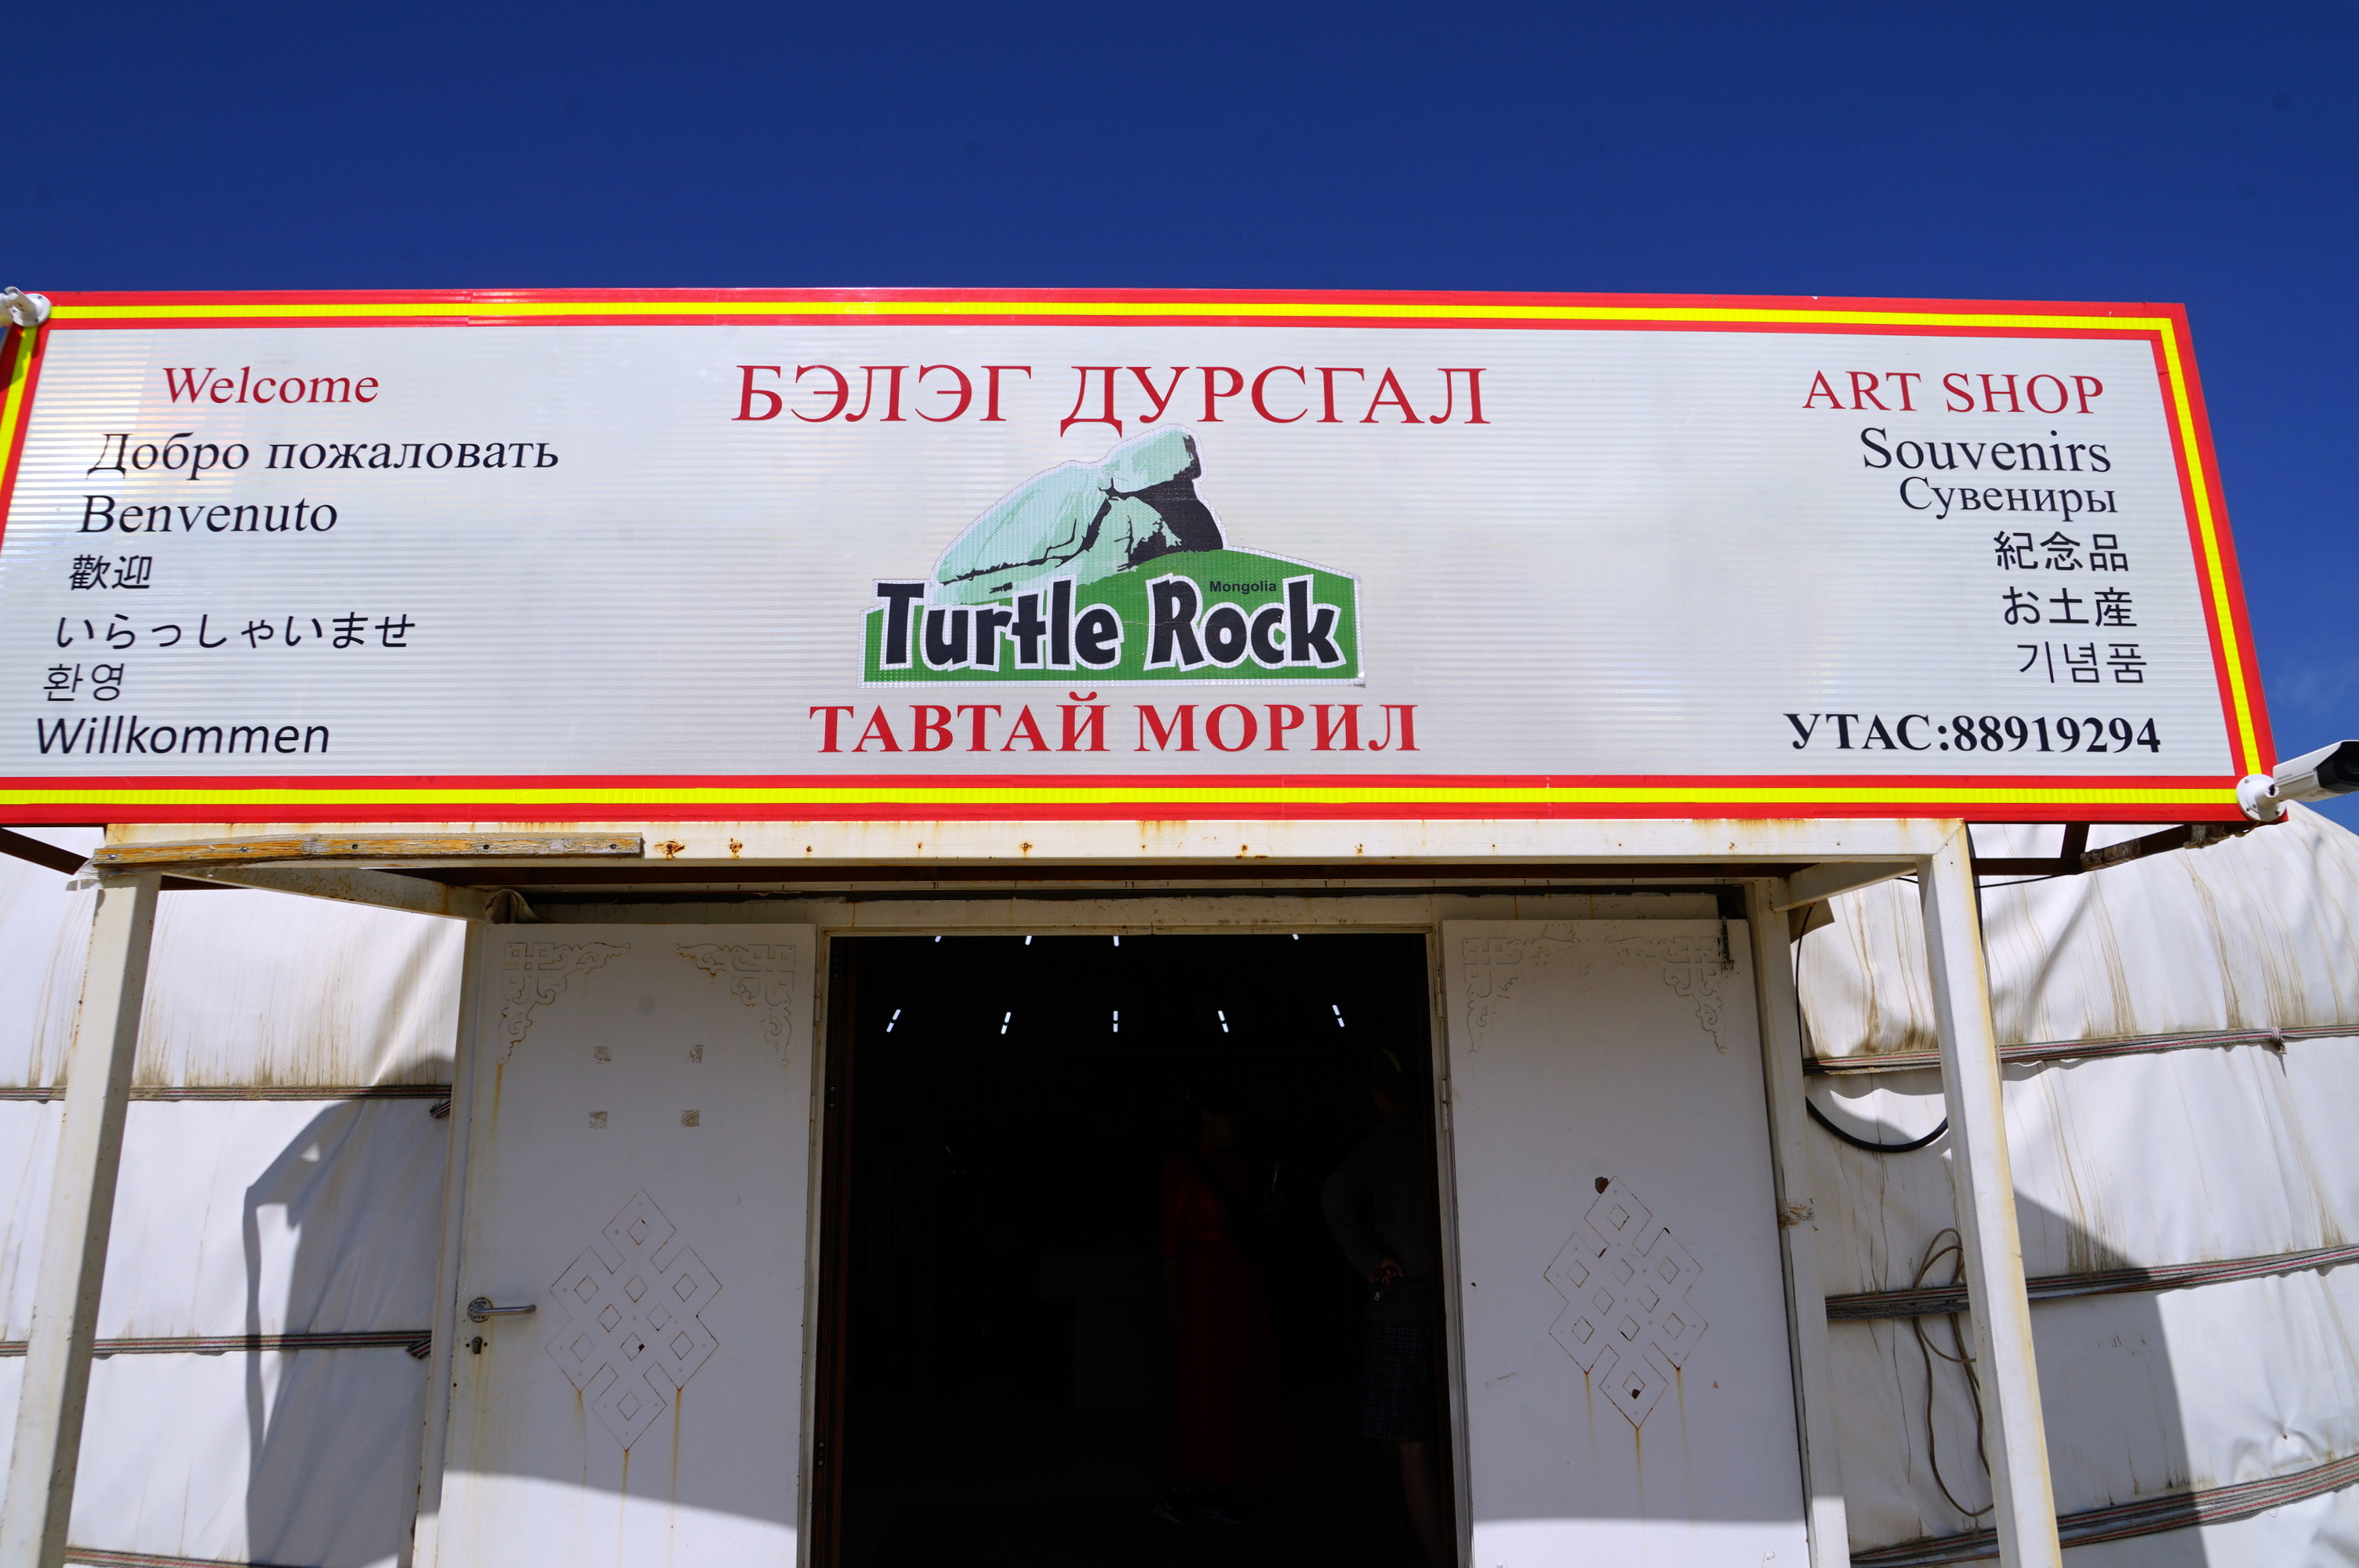 Welcome
Добро пожаловать
Benvenuto
歡迎
いらっしゃいませ
환영
Willkommen
БЭЛЭГ ДУРСГАЛ
Mongolia
Turtle Rock
ТАВТАЙ МОРИЛ
ART SHOP
Souvenirs
Сувениры
紀念品
お土産
기념품
УТАС:88919294